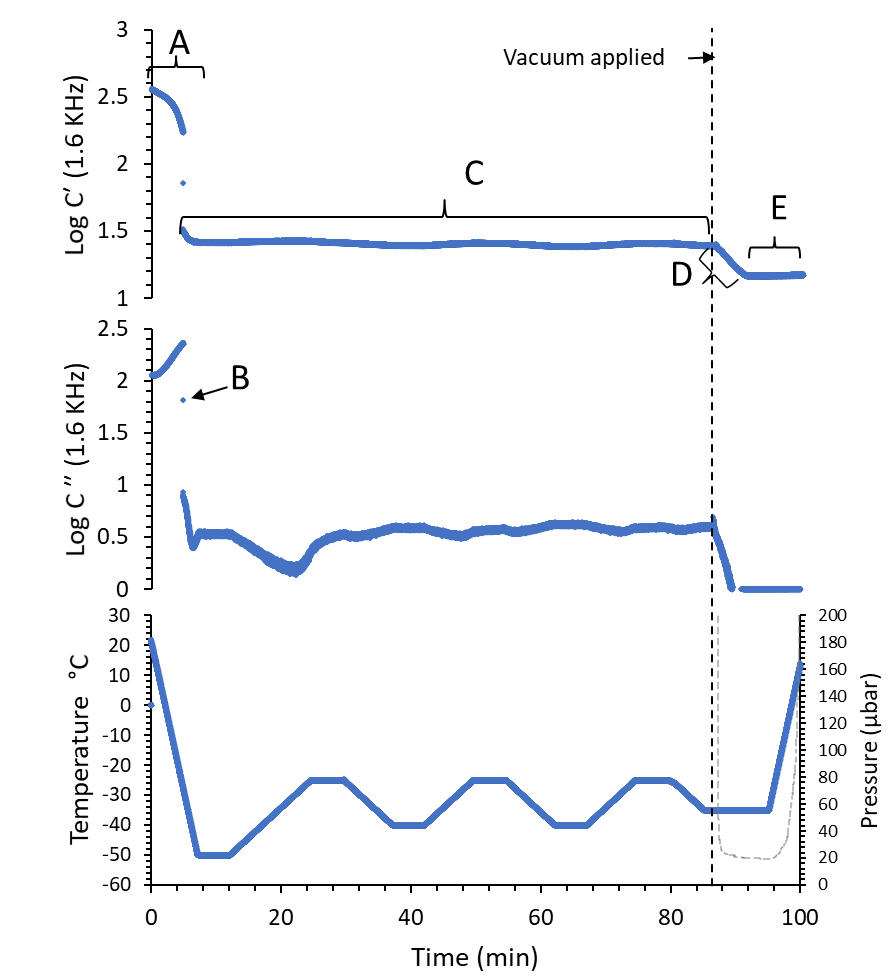 3
A
Vacuum applied
2.5
2
C
1.5
E
D
1
Log C′ (1.6 KHz)
2.5
2
B
1.5
1
0.5
0
Log C ″ (1.6 KHz)
30
20
10
0
-10
-20
-30
-40
-50
-60
Temperature °C
200
180
160
140
120
100
80
60
40
20
0
Pressure (µbar)
0 20 40 60 80 100
Time (min)